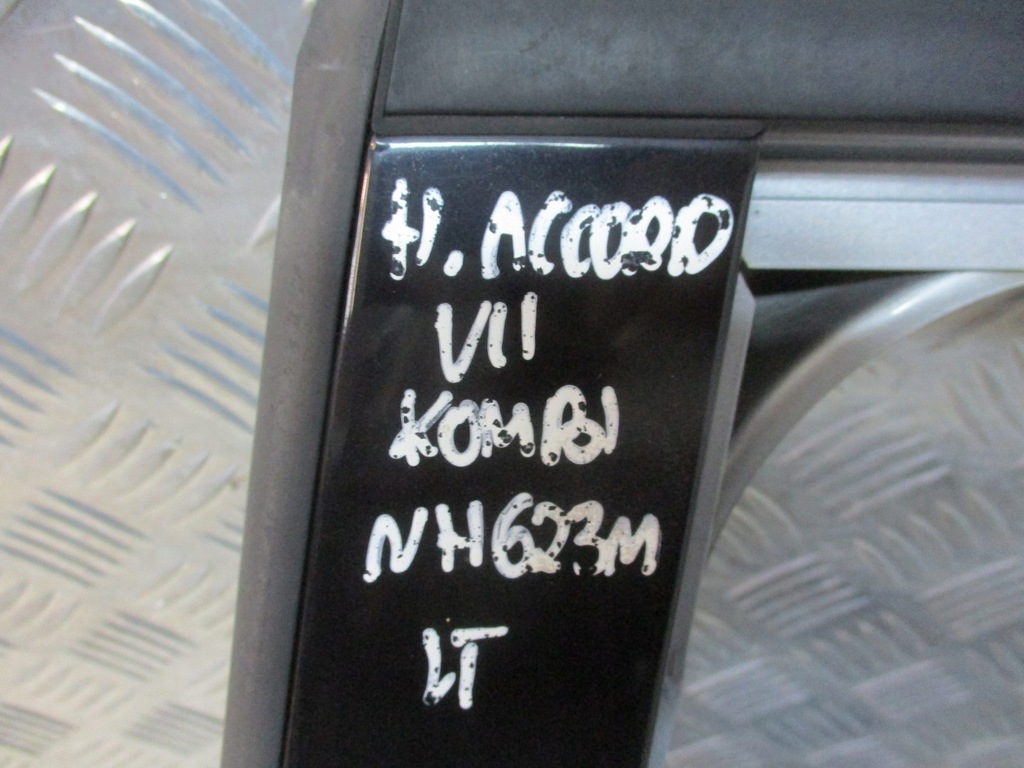 H. ACCORD
VII
KOMBI
NH623M
LT